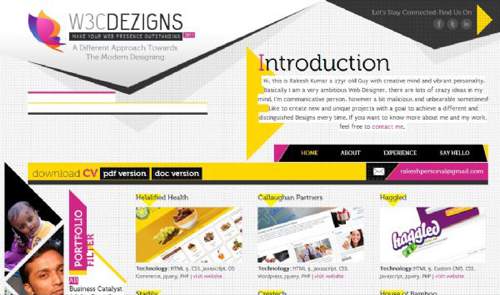 W3CDEZIGNS
MAKE YOUR WEB PRESENCE OUTSTANDING
A Different Approach Towards
The Modern Designing
Let's Stay Connected-Find Us On
Introduction
Hi, this is Rakesh Kumar a 27yr old Guy with creative mind and vibrant personality.
Basically I am a very ambitious Web Designer, there are lots of crazy ideas in my
mind, I'm communicative person, however a bit malicious and unbearable sometimes!
Like to create new and unique projects with a goal to achieve a different and
distinguished Designs every time. If you want to know more about me and my work,
feel free to contact me.
HOME ABOUT EXPERIENCE SAY HELLO
download CV pdf version doc version
rakeshpersonal@gmail.com
PORTFOLIO
FILTER
All
Business Catalyst
Helalified Health
Technology: HTML 5, CSS, Javascript, OS
Commerce, jquery, PHP | visit website
Callaughan Partners
Technology: HTML 5, CSS, Javascript,
Wordpress, jquery, PHP | visit website
Haggled
haggled
Technology: HTML 5, Custom CMS, CSS,
Javascript, jquery, PHP | visit website
Starlite
Createch
House of Bamboo